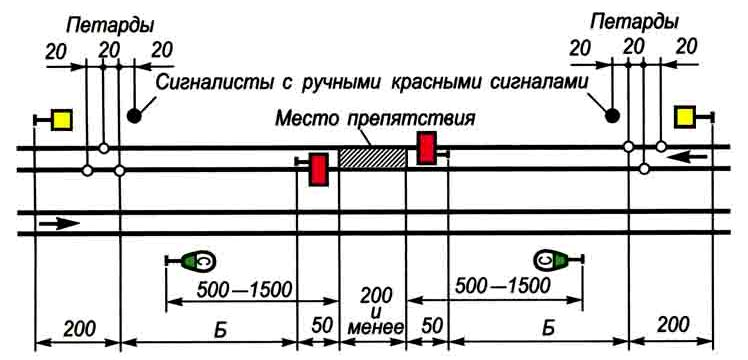 Петарды
Петарды
20 20 20
20 20 20
Сигналисты с ручными красными сигналами
Место препятствия
С
С
500—1500
500—1500
200
Б
50
200
и
менее
50
Б
200